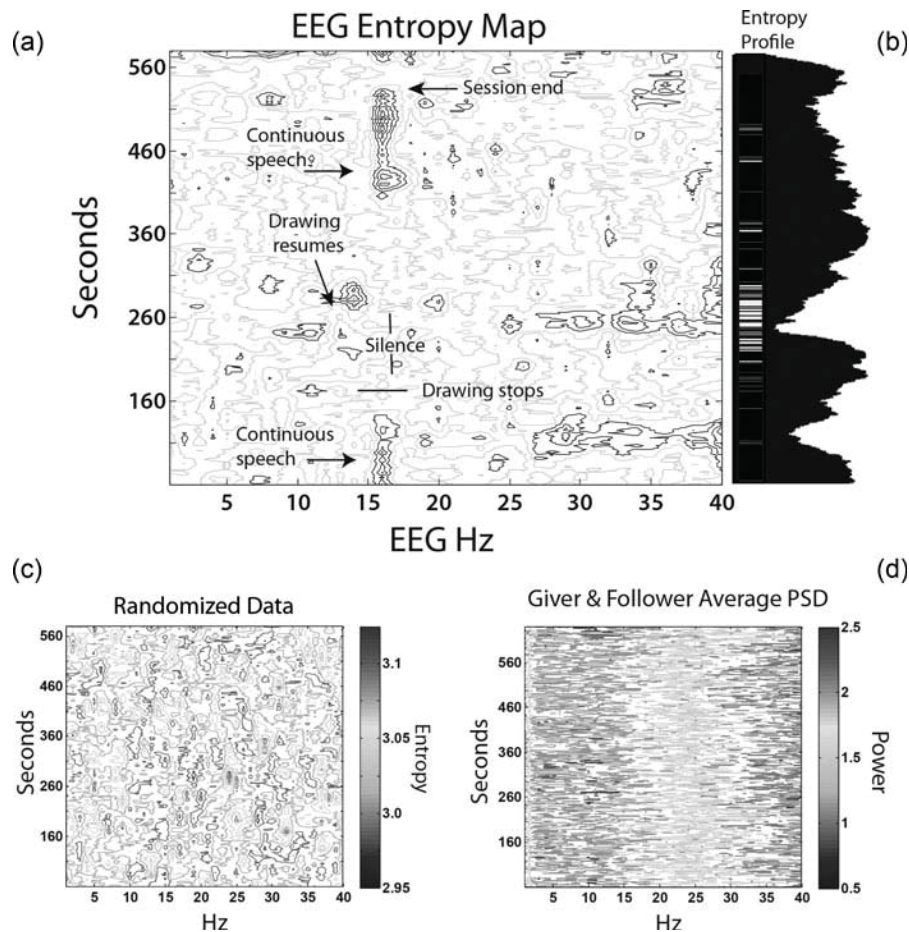 (a)
EEG Entropy Map
Entropy
Profile
(b)
Seconds
560
460
360
260
160
Session end
Continuous
speech
Drawing
resumes
Silence
Drawing stops
Continuous
speech
5 10 15 20 25 30 35 40
EEG Hz
(c)
Randomized Data
Seconds
560
460
360
260
160
5 10 15 20 25 30 35 40
Hz
3.1
3.05
3.0
2.95
Entropy
(d)
Giver & Follower Average PSD
Seconds
560
460
360
260
160
5 10 15 20 25 30 35 40
Hz
2.5
2
1.5
1
0.5
Power